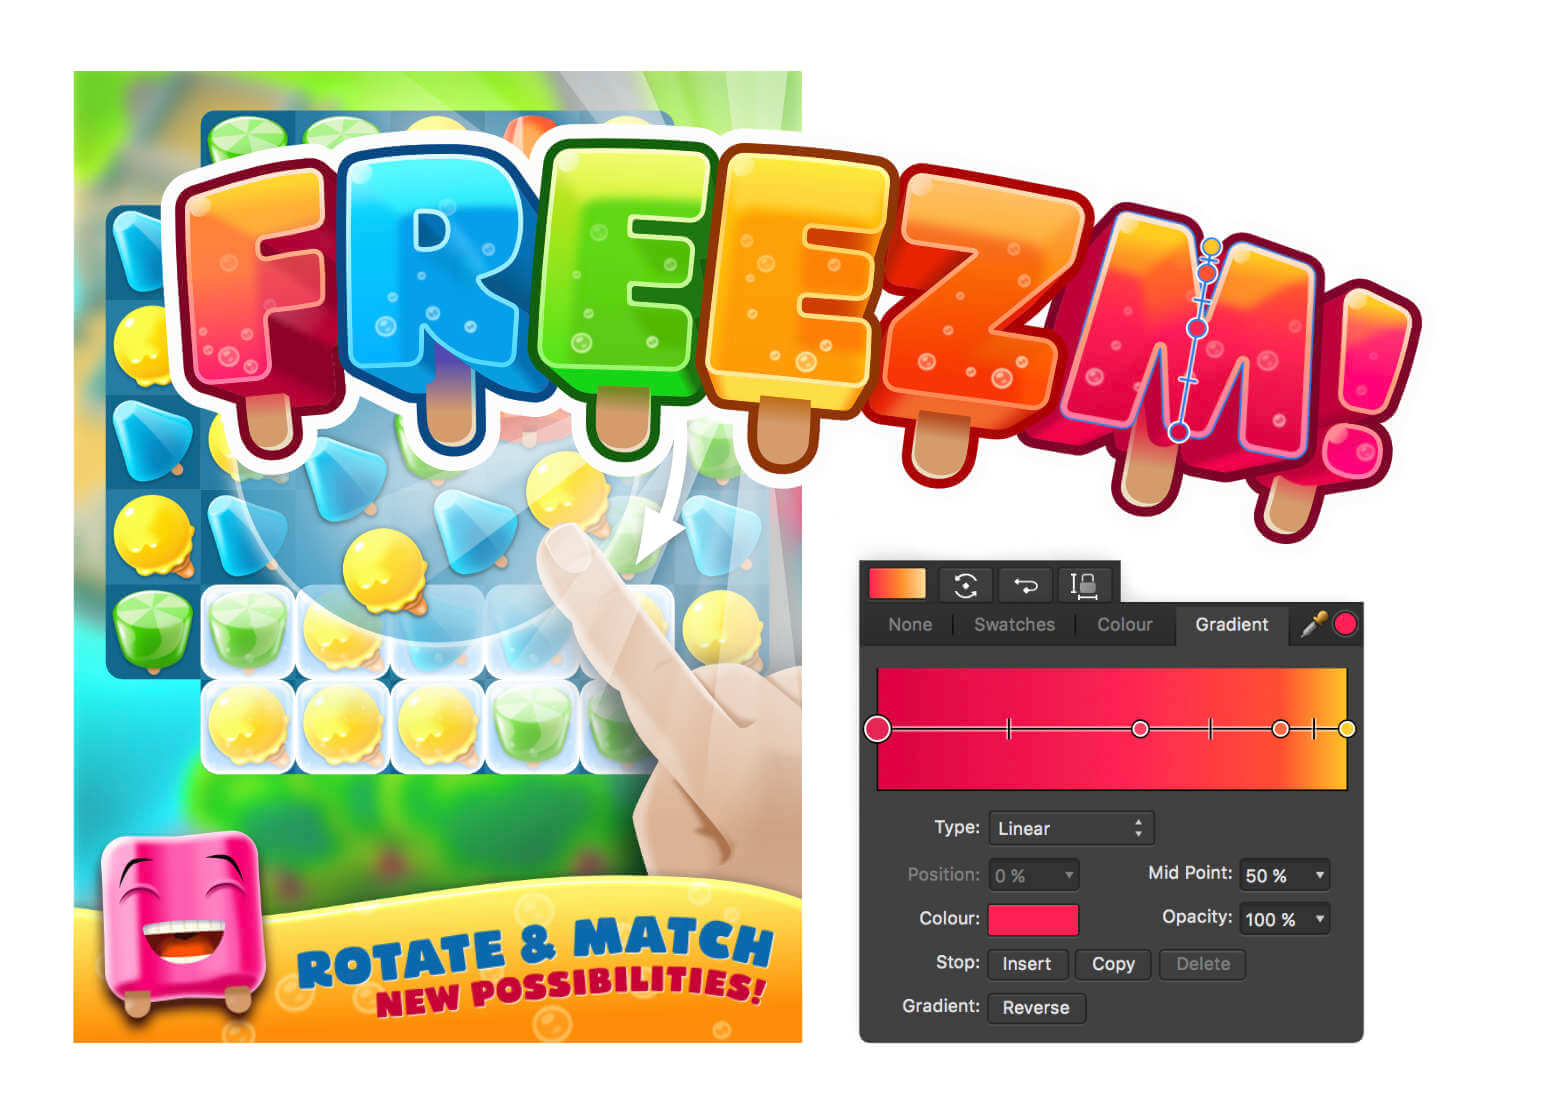 FREEZM!
None Swatches Colour Gradient
Type: Linear
Position: 0 % Mid Point: 50 %
Colour: Opacity: 100 %
Stop: Insert Copy Delete
Gradient: Reverse
ROTATE & MATCH
NEW POSSIBILITIES!